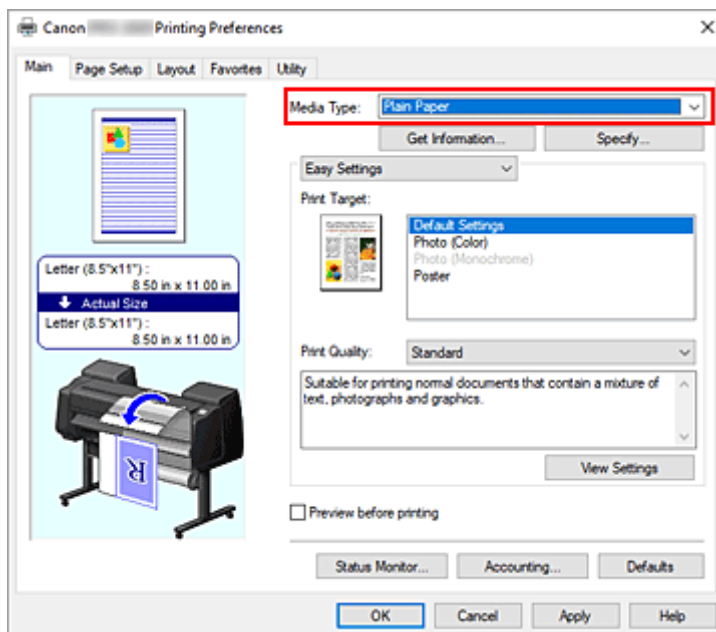 Canon Printing Preferences
Main Page Setup Layout Favorites Utility
Media Type: Plain Paper
Get Information... Specify...
Easy Settings
Print Target:
Default Settings
Photo (Color)
Photo (Monochrome)
Poster
Letter (8.5"x11") :
8.50 in x 11.00 in
Actual Size
Letter (8.5"x11") :
8.50 in x 11.00 in
Print Quality: Standard
Suitable for printing normal documents that contain a mixture of
text, photographs and graphics.
View Settings
R
Preview before printing
Status Monitor... Accounting... Defaults
OK Cancel Apply Help